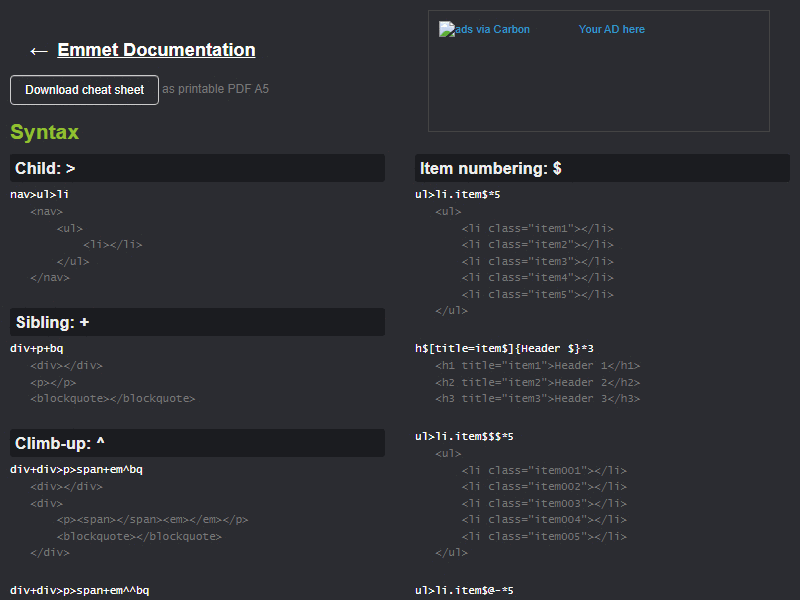 ← Emmet Documentation
ads via Carbon
Your AD here
Download cheat sheet as printable PDF A5
Syntax
Child: >
nav>ul>li
<nav>
<ul>
<li></li>
</ul>
</nav>
Sibling: +
div+p+bq
<div></div>
<p></p>
<blockquote></blockquote>
Climb-up: ^
div+div>p>span+em^bq
<div></div>
<div>
<p><span></span><em></em></p>
<blockquote></blockquote>
</div>
div+div>p>span+em^^bq
Item numbering: $
ul>li.item$*5
<ul>
<li class="item1"></li>
<li class="item2"></li>
<li class="item3"></li>
<li class="item4"></li>
<li class="item5"></li>
</ul>
h$[title=item$]{Header $}*3
<h1 title="item1">Header 1</h1>
<h2 title="item2">Header 2</h2>
<h3 title="item3">Header 3</h3>
ul>li.item$$$*5
<ul>
<li class="item001"></li>
<li class="item002"></li>
<li class="item003"></li>
<li class="item004"></li>
<li class="item005"></li>
</ul>
ul>li.item$@-*5